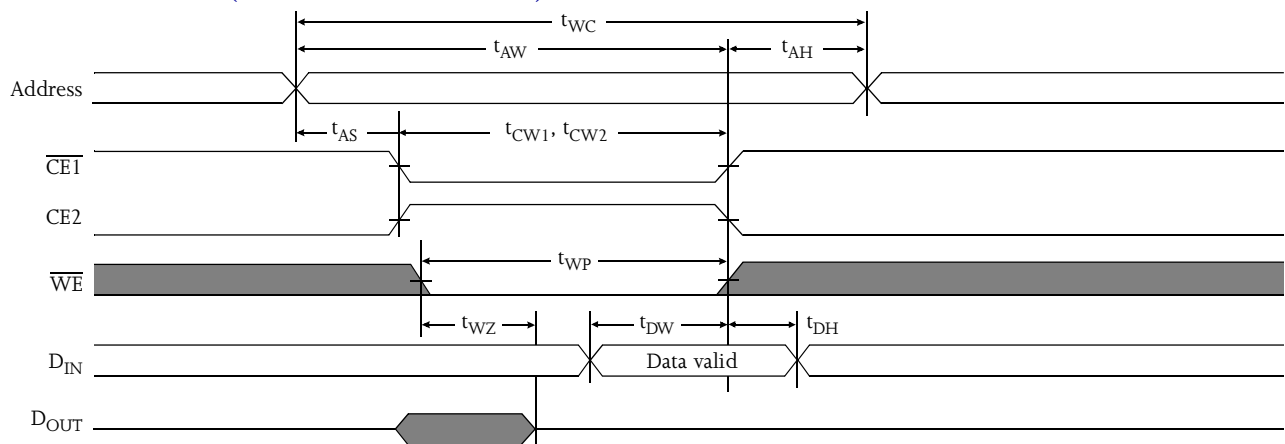 tWC
tAW tAH
Address
tAS tCW1, tCW2
CE1
CE2
tWP
WE
tWZ tDW tDH
DIN Data valid
DOUT